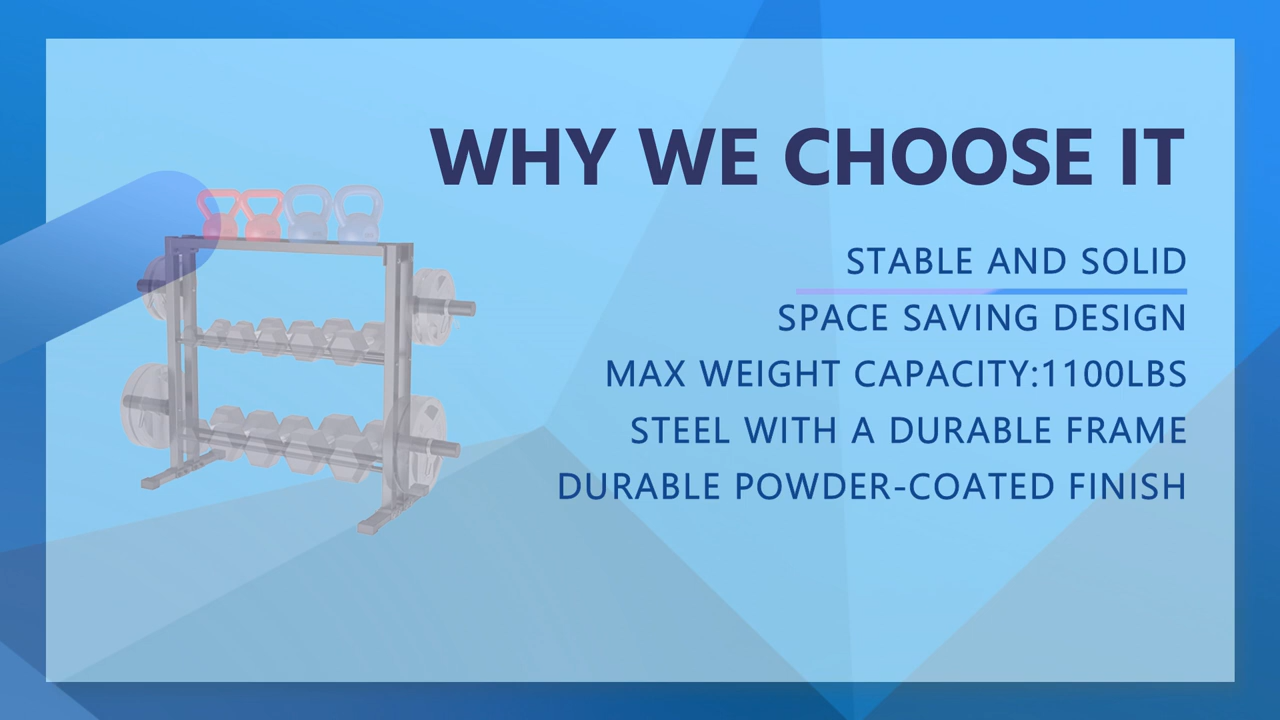 WHY WE CHOOSE IT
STABLE AND SOLID
SPACE SAVING DESIGN
MAX WEIGHT CAPACITY:1100LBS
STEEL WITH A DURABLE FRAME
DURABLE POWDER-COATED FINISH